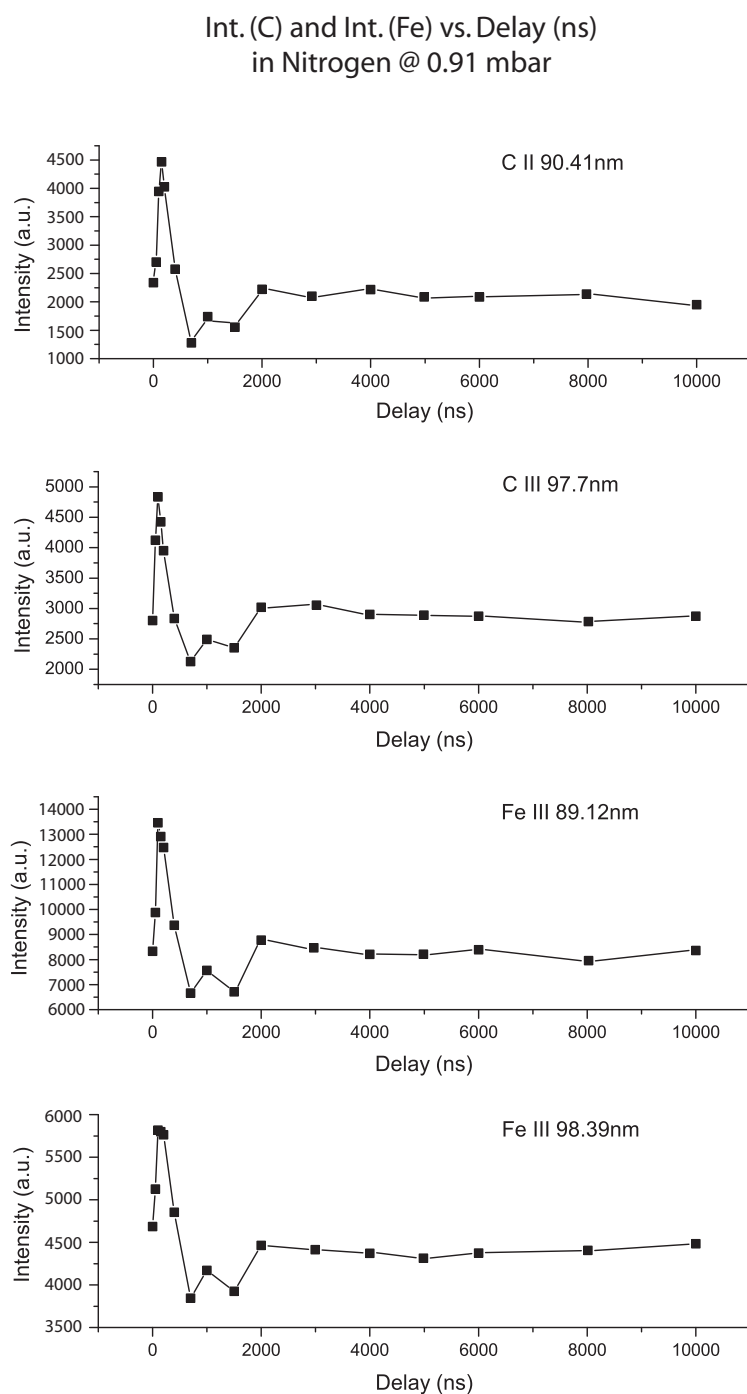 Int. (C) and Int. (Fe) vs. Delay (ns)
in Nitrogen @ 0.91 mbar
C II 90.41nm
Intensity (a.u.)
4500
4000
3500
3000
2500
2000
1500
1000
0 2000 4000 6000 8000 10000
Delay (ns)
C III 97.7nm
Intensity (a.u.)
5000
4500
4000
3500
3000
2500
2000
0 2000 4000 6000 8000 10000
Delay (ns)
Fe III 89.12nm
Intensity (a.u.)
14000
13000
12000
11000
10000
9000
8000
7000
6000
0 2000 4000 6000 8000 10000
Delay (ns)
Fe III 98.39nm
Intensity (a.u.)
6000
5500
5000
4500
4000
3500
0 2000 4000 6000 8000 10000
Delay (ns)